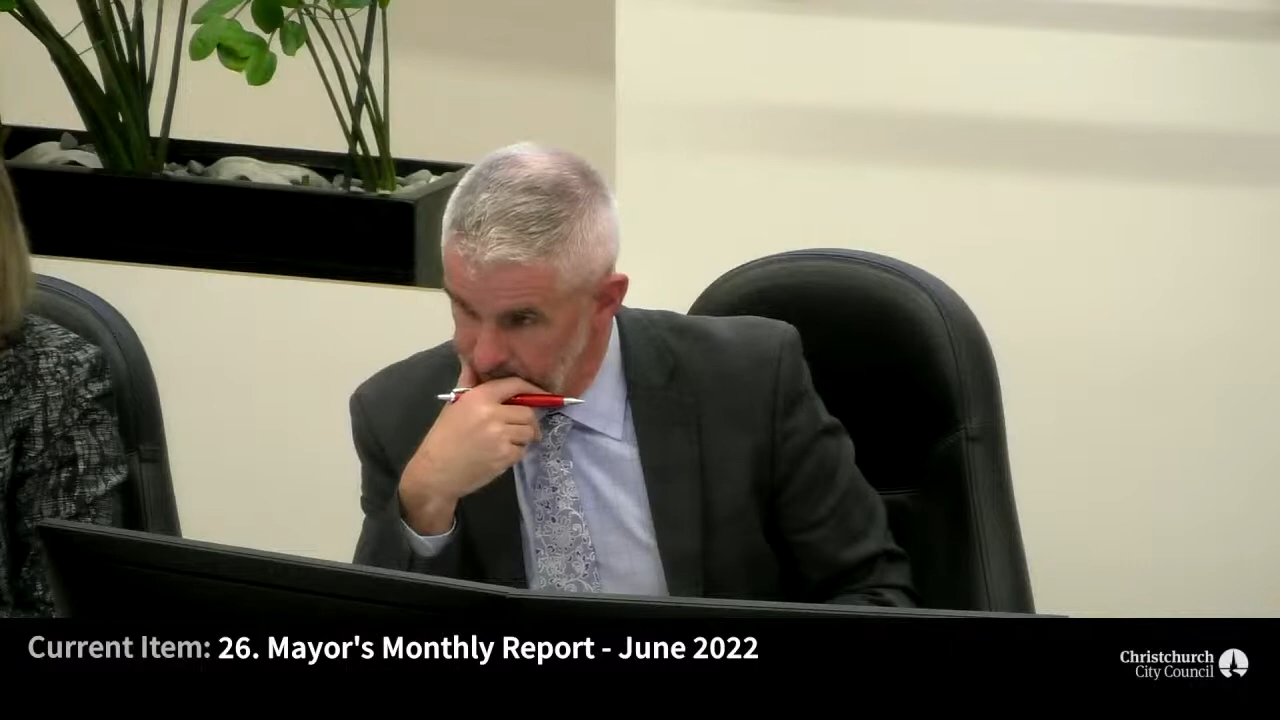 Current Item: 26. Mayor's Monthly Report - June 2022
Christchurch
City Council